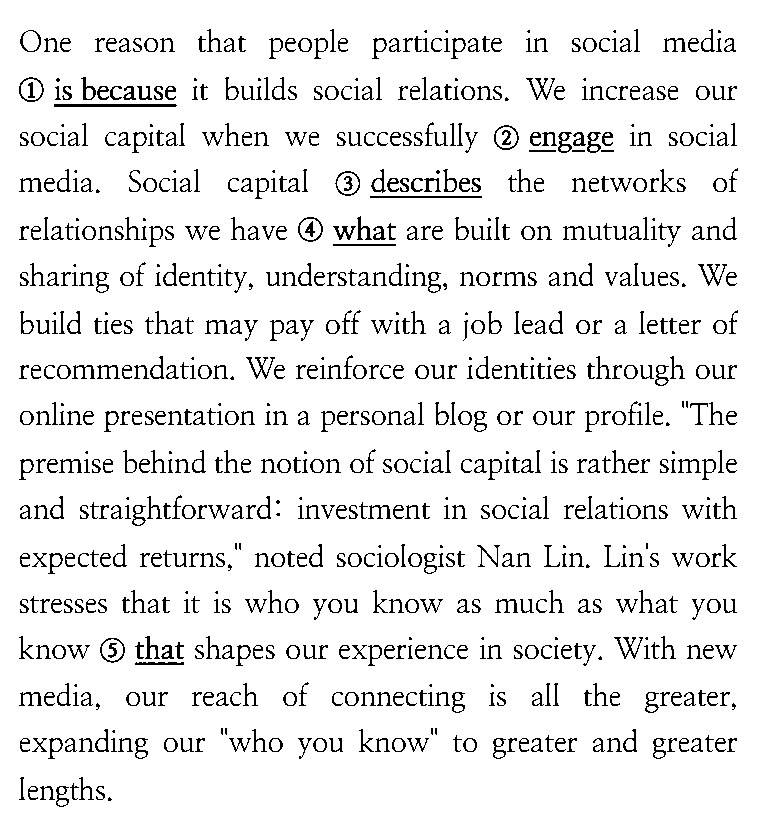 One reason that people participate in social media
① is because it builds social relations. We increase our
social capital when we successfully ② engage in social
media. Social capital ③ describes the networks of
relationships we have ④ what are built on mutuality and
sharing of identity, understanding, norms and values. We
build ties that may pay off with a job lead or a letter of
recommendation. We reinforce our identities through our
online presentation in a personal blog or our profile. "The
premise behind the notion of social capital is rather simple
and straightforward: investment in social relations with
expected returns," noted sociologist Nan Lin. Lin's work
stresses that it is who you know as much as what you
know ⑤ that shapes our experience in society. With new
media, our reach of connecting is all the greater,
expanding our "who you know" to greater and greater
lengths.